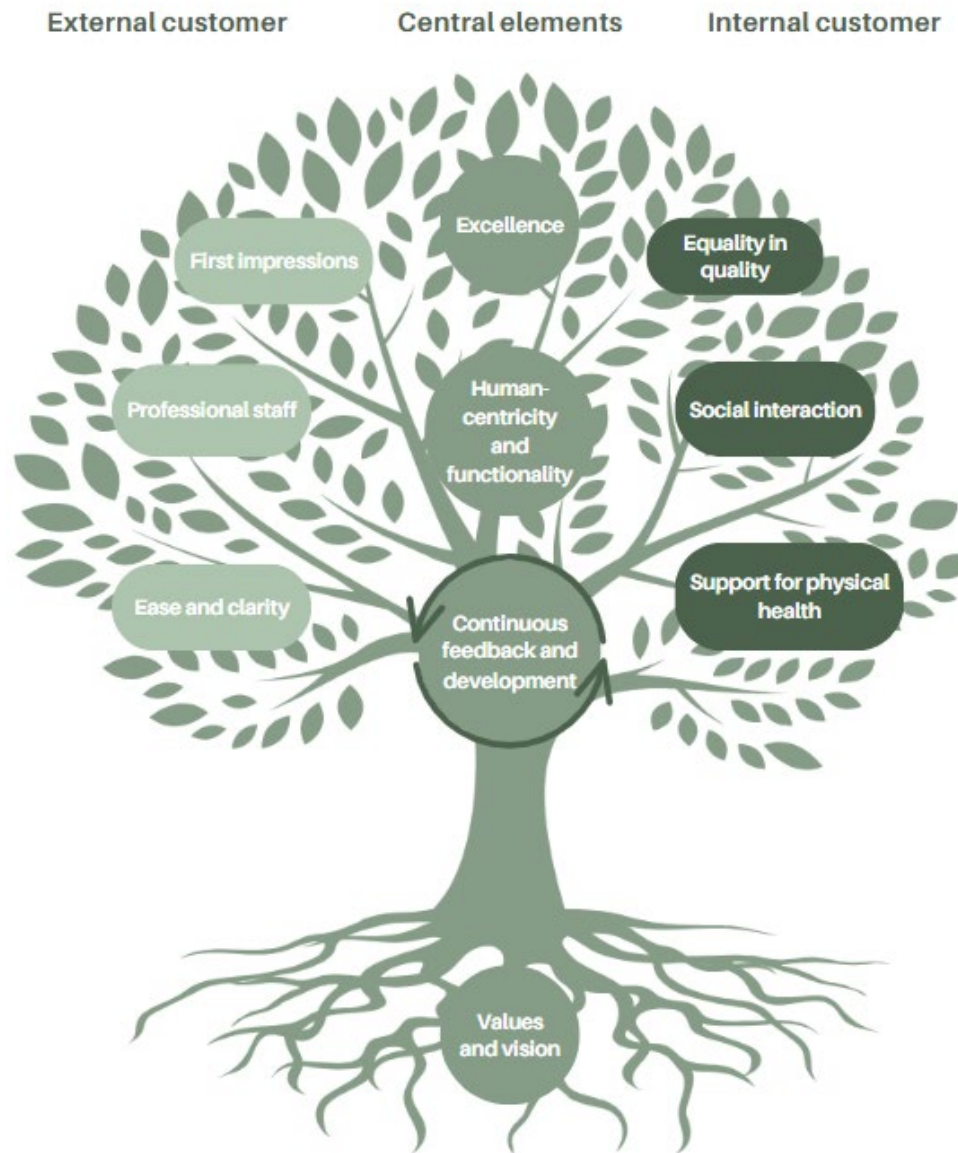 External customer
Central elements
Internal customer
Excellence
First impressions
Equality in
quality
Human-
centricity
and
functionality
Professional staff
Social interaction
Ease and clarity
Support for physical
health
Continuous
feedback and
development
Values
and vision